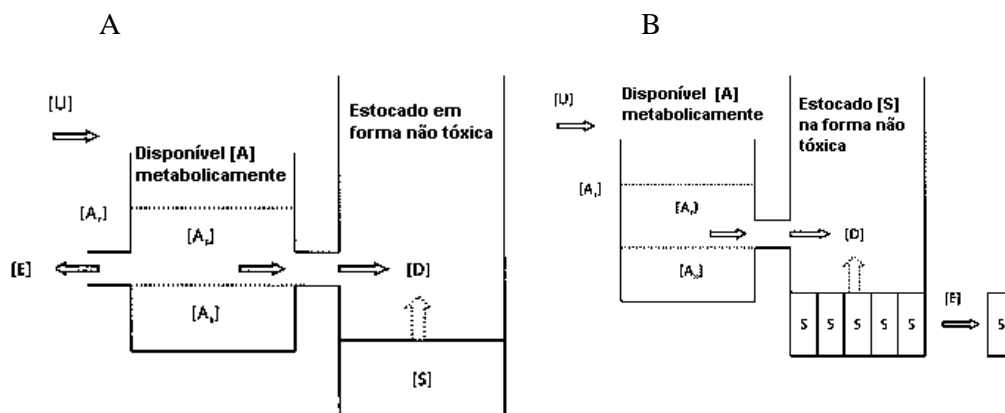 A
B
[U]
Disponível [A]
metabolicamente
Estocado em
forma não tóxica
[E]
[D]
[S]
[U]
Disponível [A]
metabolicamente
Estocado [S]
na forma não
tóxica
[D]
[E]
S S S S S S